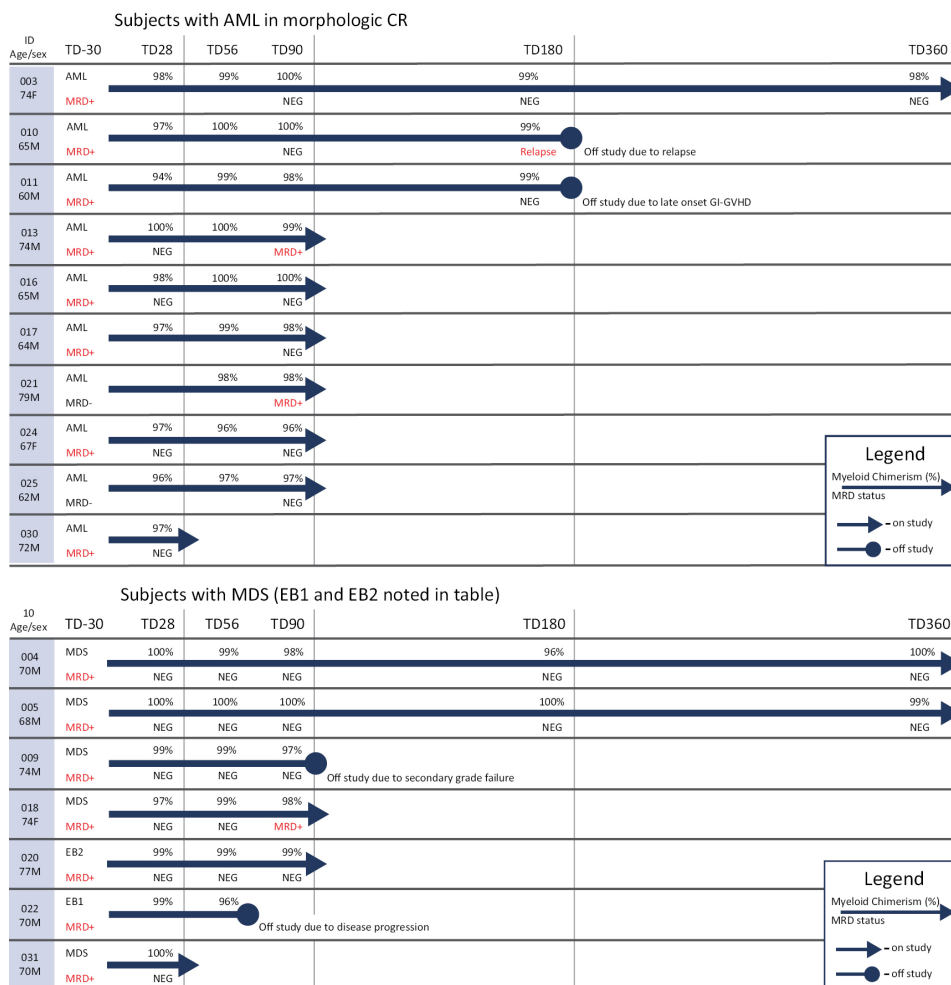 Subjects with AML in morphologic CR
ID
Age/sex TD-30 TD28 TD56 TD90 TD180 TD360
003
74F
AML 98% 99% 100% 99% 98%
MRD+ NEG NEG NEG
010
65M
AML 97% 100% 100% 99%
MRD+ NEG Relapse Off study due to relapse
011
60M
AML 94% 99% 98% 99%
MRD+ NEG Off study due to late onset GI-GVHD
013
74M
AML 100% 100% 99%
MRD+ NEG MRD+
016
65M
AML 98% 100% 100%
MRD+ NEG NEG
017
64M
AML 97% 99% 98%
MRD+ NEG
021
79M
AML 98% 98%
MRD- MRD+
024
67F
AML 97% 96% 96%
MRD+ NEG NEG
025
62M
AML 96% 97% 97%
MRD- NEG
030
72M
AML 97%
MRD+ NEG
Legend
Myeloid Chimerism (%)
MRD status
– on study
– off study
Subjects with MDS (EB1 and EB2 noted in table)
10
Age/sex TD-30 TD28 TD56 TD90 TD180 TD360
004
70M
MDS 100% 99% 98% 96% 100%
MRD+ NEG NEG NEG NEG NEG
005
68M
MDS 100% 100% 100% 100% 99%
MRD+ NEG NEG NEG NEG NEG
009
74M
MDS 99% 99% 97%
MRD+ NEG NEG NEG Off study due to secondary grade failure
018
74F
MDS 97% 99% 98%
MRD+ NEG NEG MRD+
020
77M
EB2 99% 99% 99%
MRD+ NEG NEG NEG
022
70M
EB1 99% 96%
MRD+ Off study due to disease progression
031
70M
MDS 100%
MRD+ NEG
Legend
Myeloid Chimerism (%)
MRD status
– on study
– off study